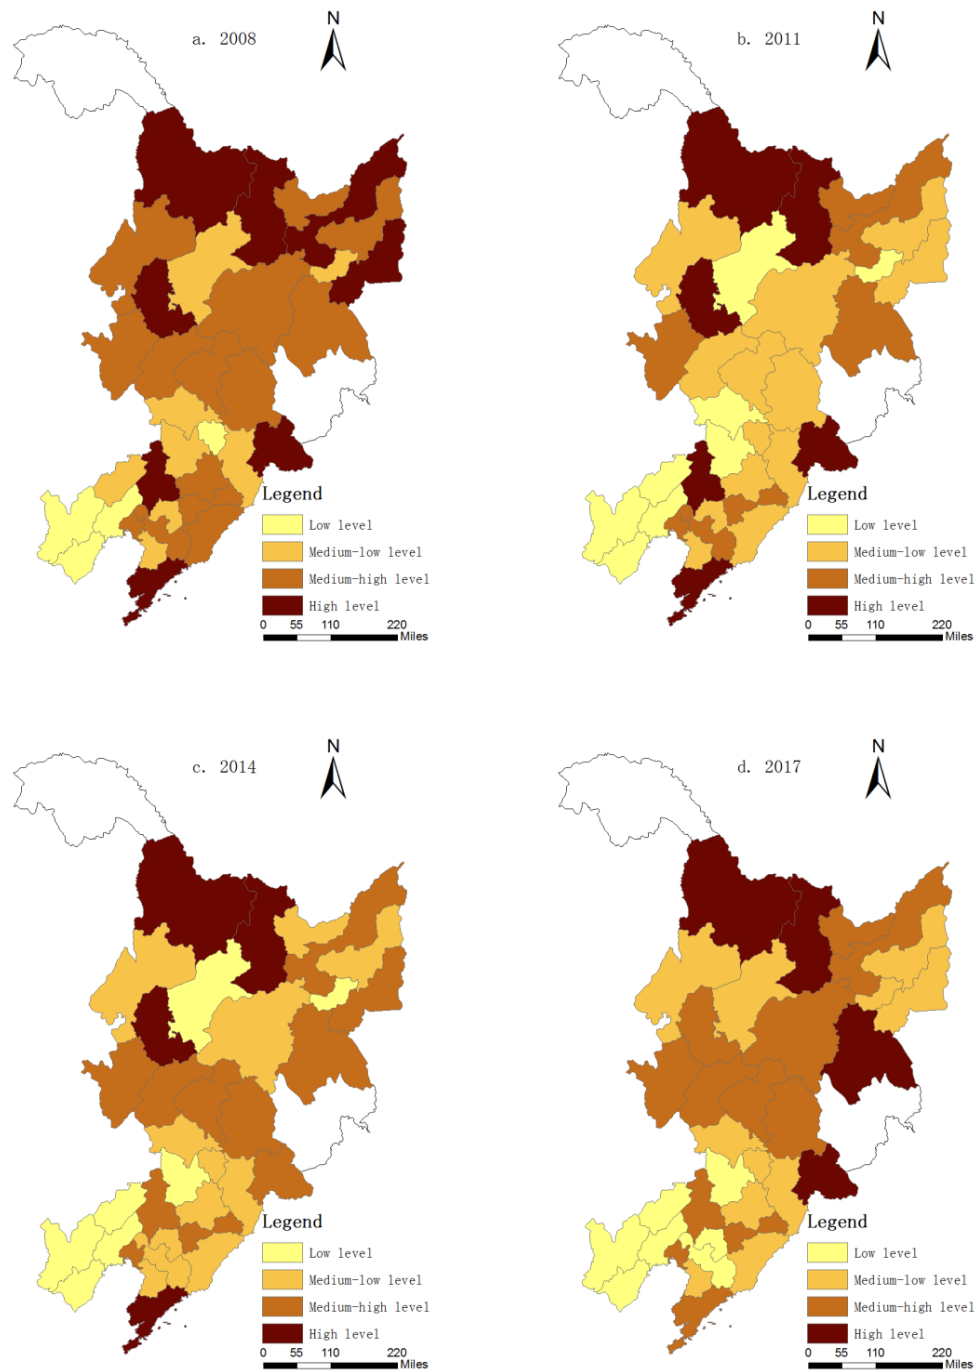 a. 2008
N
Legend
Low level
Medium-low level
Medium-high level
High level
0 55 110 220
Miles
b. 2011
N
Legend
Low level
Medium-low level
Medium-high level
High level
0 55 110 220
Miles
c. 2014
N
Legend
Low level
Medium-low level
Medium-high level
High level
0 55 110 220
Miles
d. 2017
N
Legend
Low level
Medium-low level
Medium-high level
High level
0 55 110 220
Miles